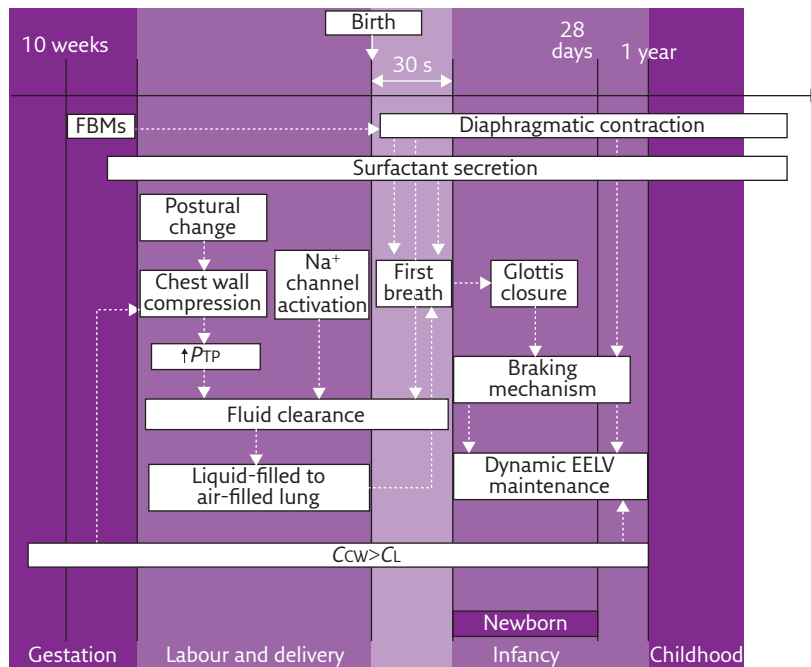 Birth
10 weeks
28
days
1 year
30 s
FBMs
Diaphragmatic contraction
Surfactant secretion
Postural
change
Na⁺
channel
activation
Chest wall
compression
First
breath
Glottis
closure
↑PTP
Braking
mechanism
Fluid clearance
Liquid-filled to
air-filled lung
Dynamic EELV
maintenance
CCW>CL
Newborn
Gestation
Labour and delivery
Infancy
Childhood